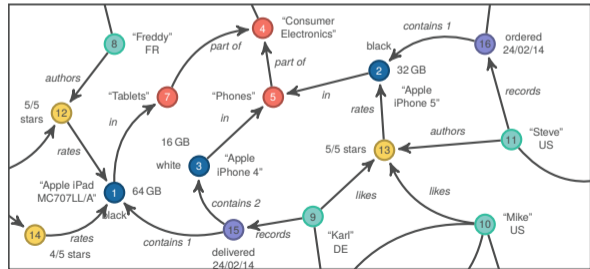 "Consumer
Electronics"
4
"Freddy"
FR
8
part of
part of
contains 1
ordered
24/02/14
16
black
2
32 GB
"Apple
iPhone 5"
authors
"Tablets"
7
"Phones"
5
in
records
5/5
stars
12
in
in
rates
authors
"Steve"
US
11
rates
16 GB
white
3
"Apple
iPhone 4"
5/5 stars
13
"Apple iPad
MC707LL/A"
1
64 GB
black
likes
likes
contains 2
14
4/5 stars
rates
contains 1
15
delivered
24/02/14
records
9
"Karl"
DE
10
"Mike"
US